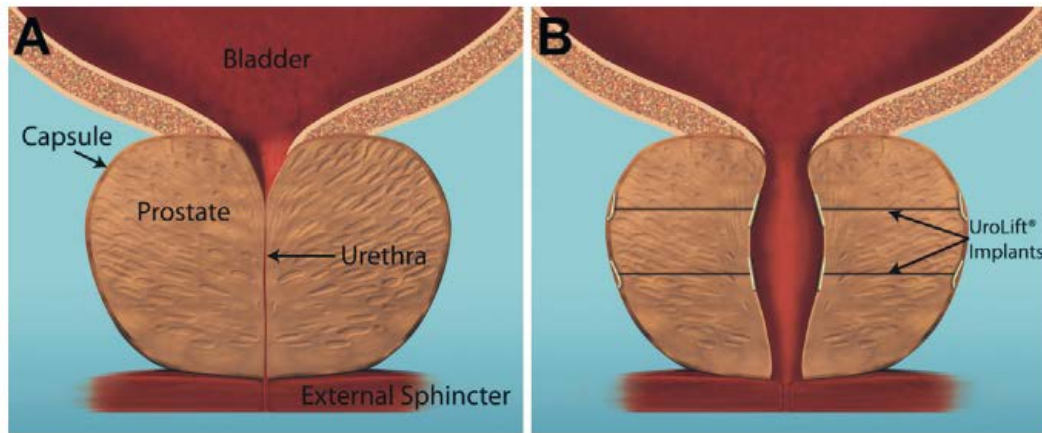 A
Bladder
Capsule
Prostate
Urethra
External Sphincter
B
UroLift®
Implants